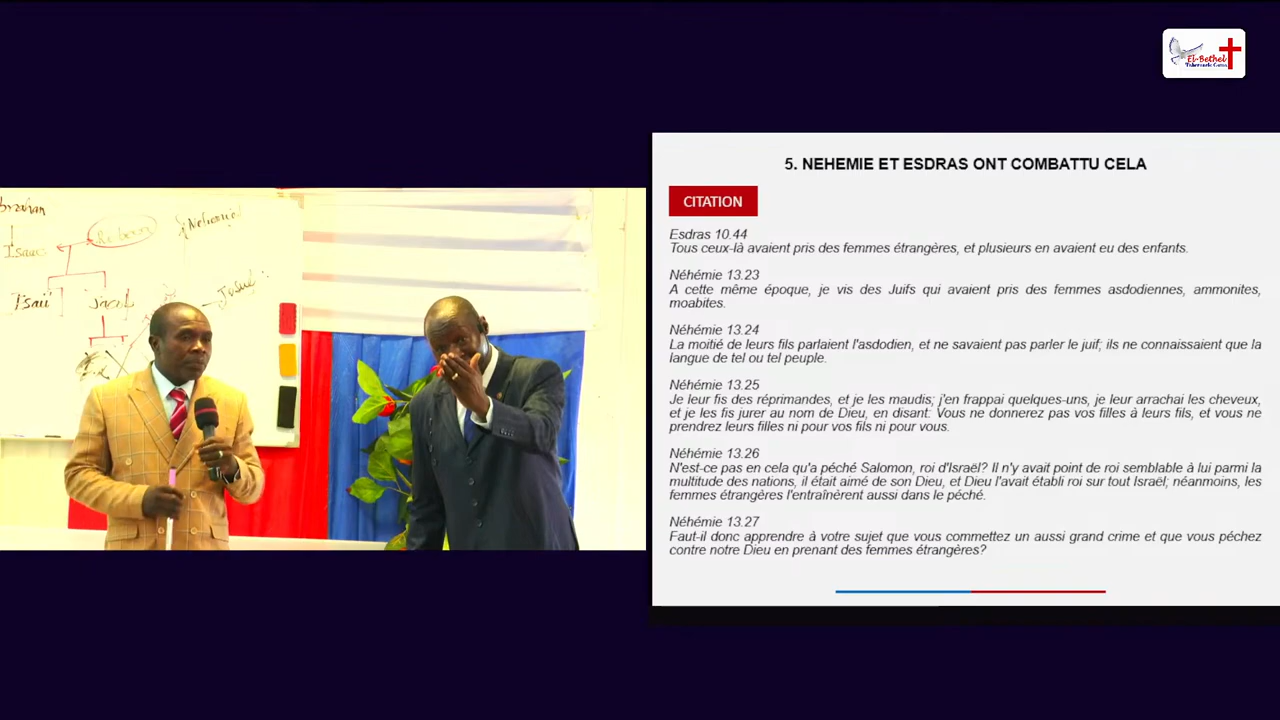 El-Bethel
brahan
Isaac
Nehemie
Jacob
Joseph
5. NEHEMIE ET ESDRAS ONT COMBATTU CELA
CITATION
Esdras 10.44
Tous ceux-là avaient pris des femmes étrangères, et plusieurs en avaient eu des enfants.
Néhémie 13.23
A cette même époque, je vis des Juifs qui avaient pris des femmes asdodiennes, ammonites,
moabites.
Néhémie 13.24
La moitié de leurs fils parlaient l'asdodien, et ne savaient pas parler le juif; ils ne connaissaient que la
langue de tel ou tel peuple.
Néhémie 13.25
Je leur fis des réprimandes, et je les maudis; j'en frappai quelques-uns, je leur arrachai les cheveux,
et je les fis jurer au nom de Dieu, en disant: Vous ne donnerez pas vos filles à leurs fils, et vous ne
prendrez leurs filles ni pour vos fils ni pour vous.
Néhémie 13.26
N'est-ce pas en cela qu'a péché Salomon, roi d'Israël? Il n'y avait point de roi semblable à lui parmi la
multitude des nations, il était aimé de son Dieu, et Dieu l'avait établi roi sur tout Israël; néanmoins, les
femmes étrangères l'entraînèrent aussi dans le péché.
Néhémie 13.27
Faut-il donc apprendre à votre sujet que vous commettez un aussi grand crime et que vous péchez
contre notre Dieu en prenant des femmes étrangères?